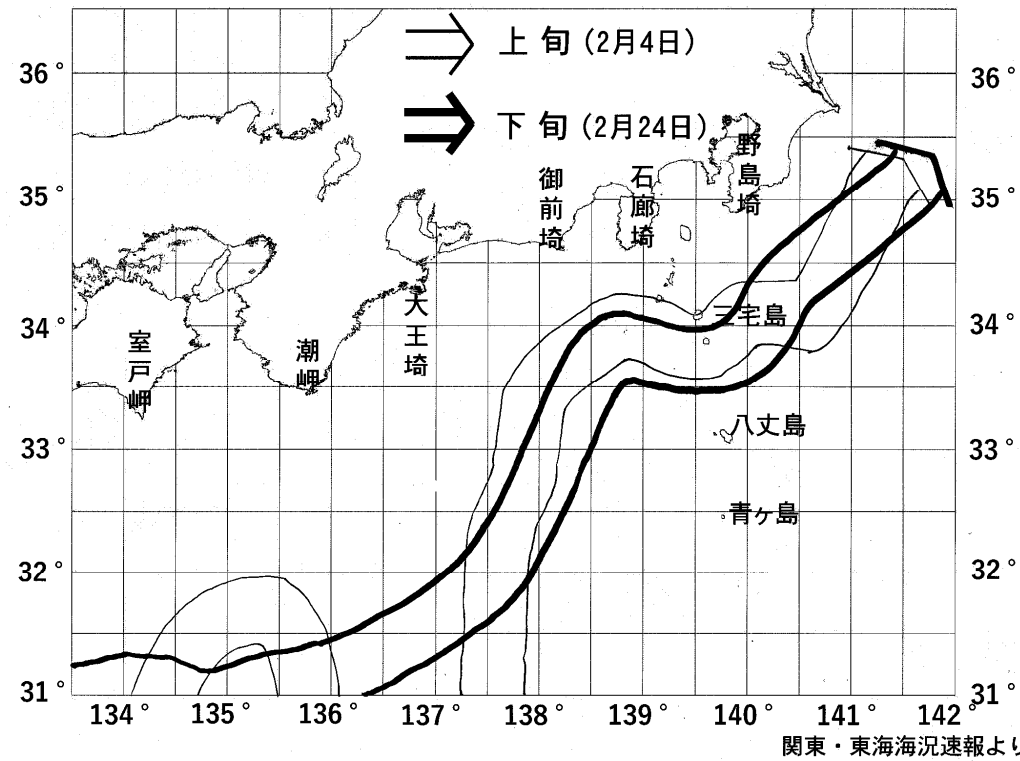 上旬(2月4日)
下旬(2月24日)
36°
36°
35°
35°
34°
34°
33°
33°
32°
32°
31°
31°
野島埼
石廊埼
御前埼
大王埼
潮岬
室戸岬
三宅島
八丈島
青ヶ島
134° 135° 136° 137° 138° 139° 140° 141° 142°
関東・東海海況速報より